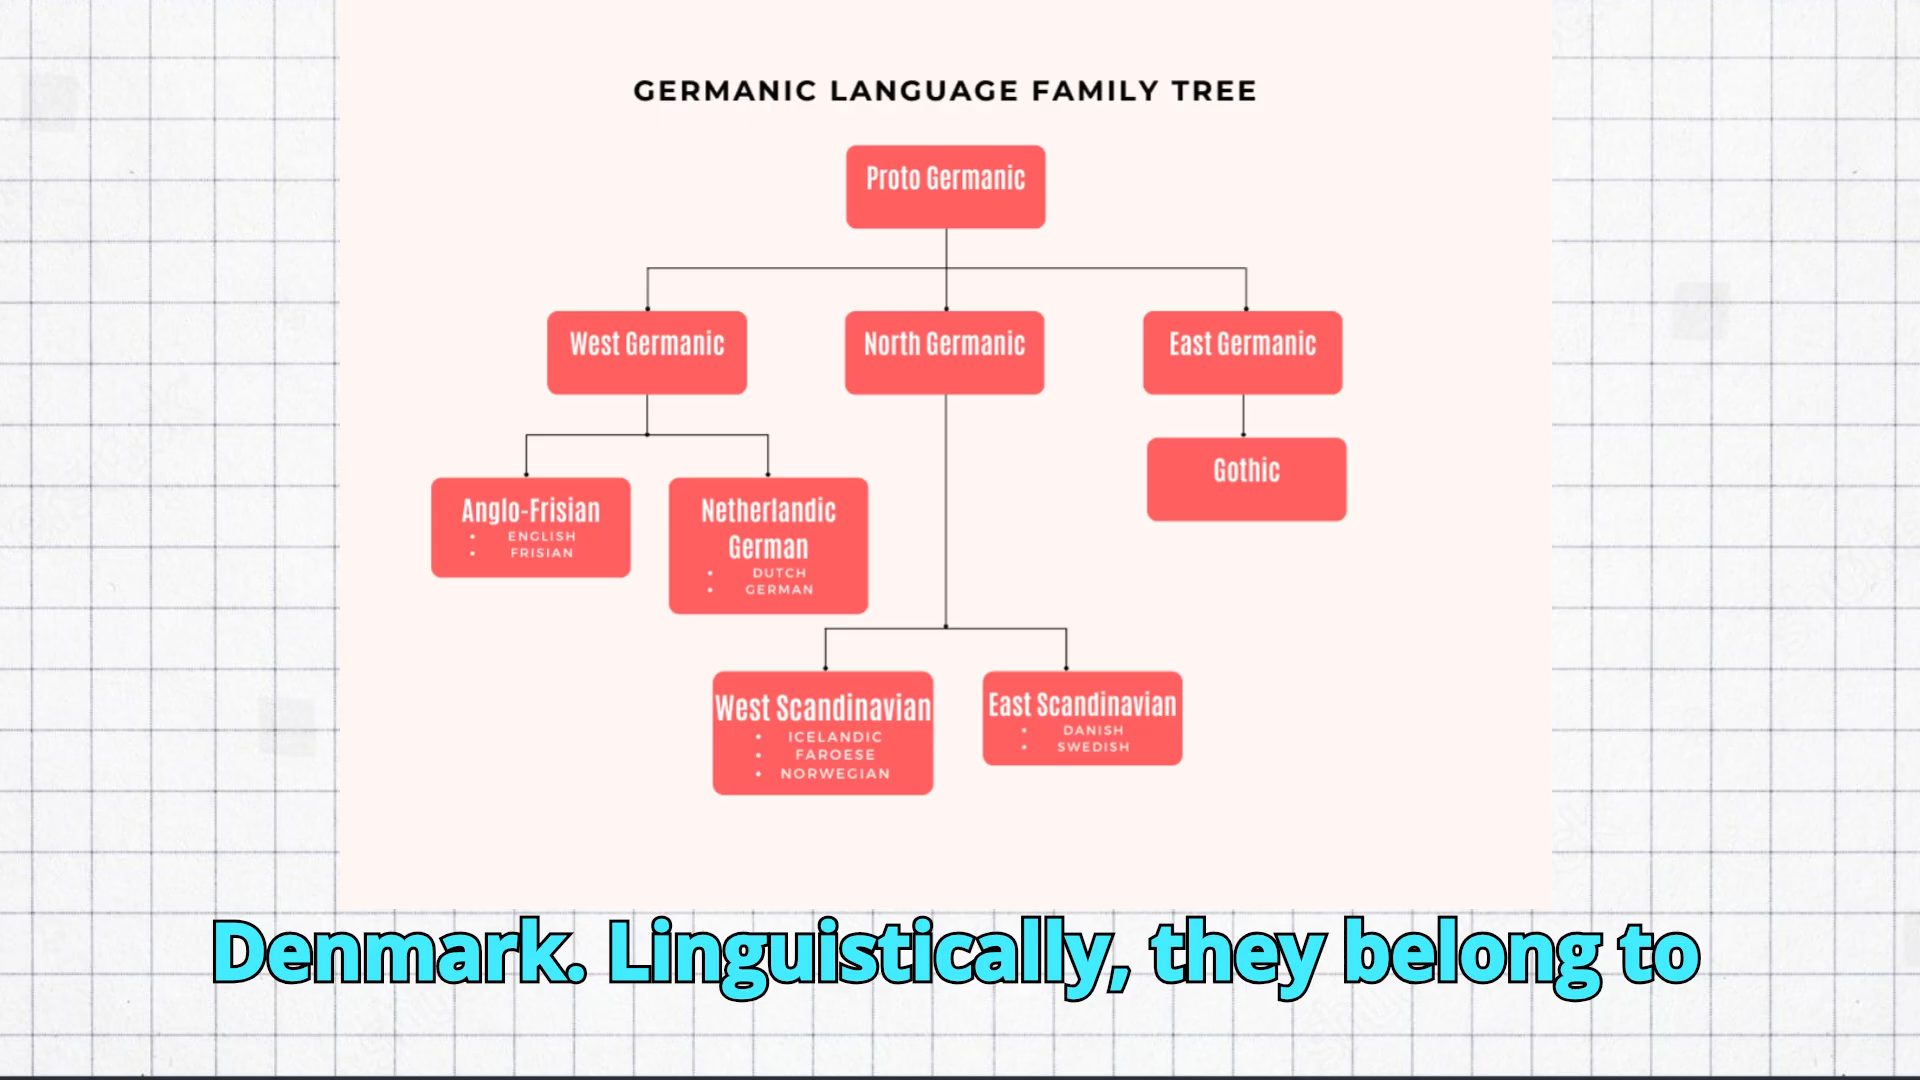 GERMANIC LANGUAGE FAMILY TREE
Proto Germanic
West Germanic
North Germanic
East Germanic
Gothic
Anglo-Frisian
• ENGLISH
• FRISIAN
Netherlandic
German
• DUTCH
• GERMAN
West Scandinavian
• ICELANDIC
• FAROESE
• NORWEGIAN
East Scandinavian
• DANISH
• SWEDISH
Denmark. Linguistically, they belong to